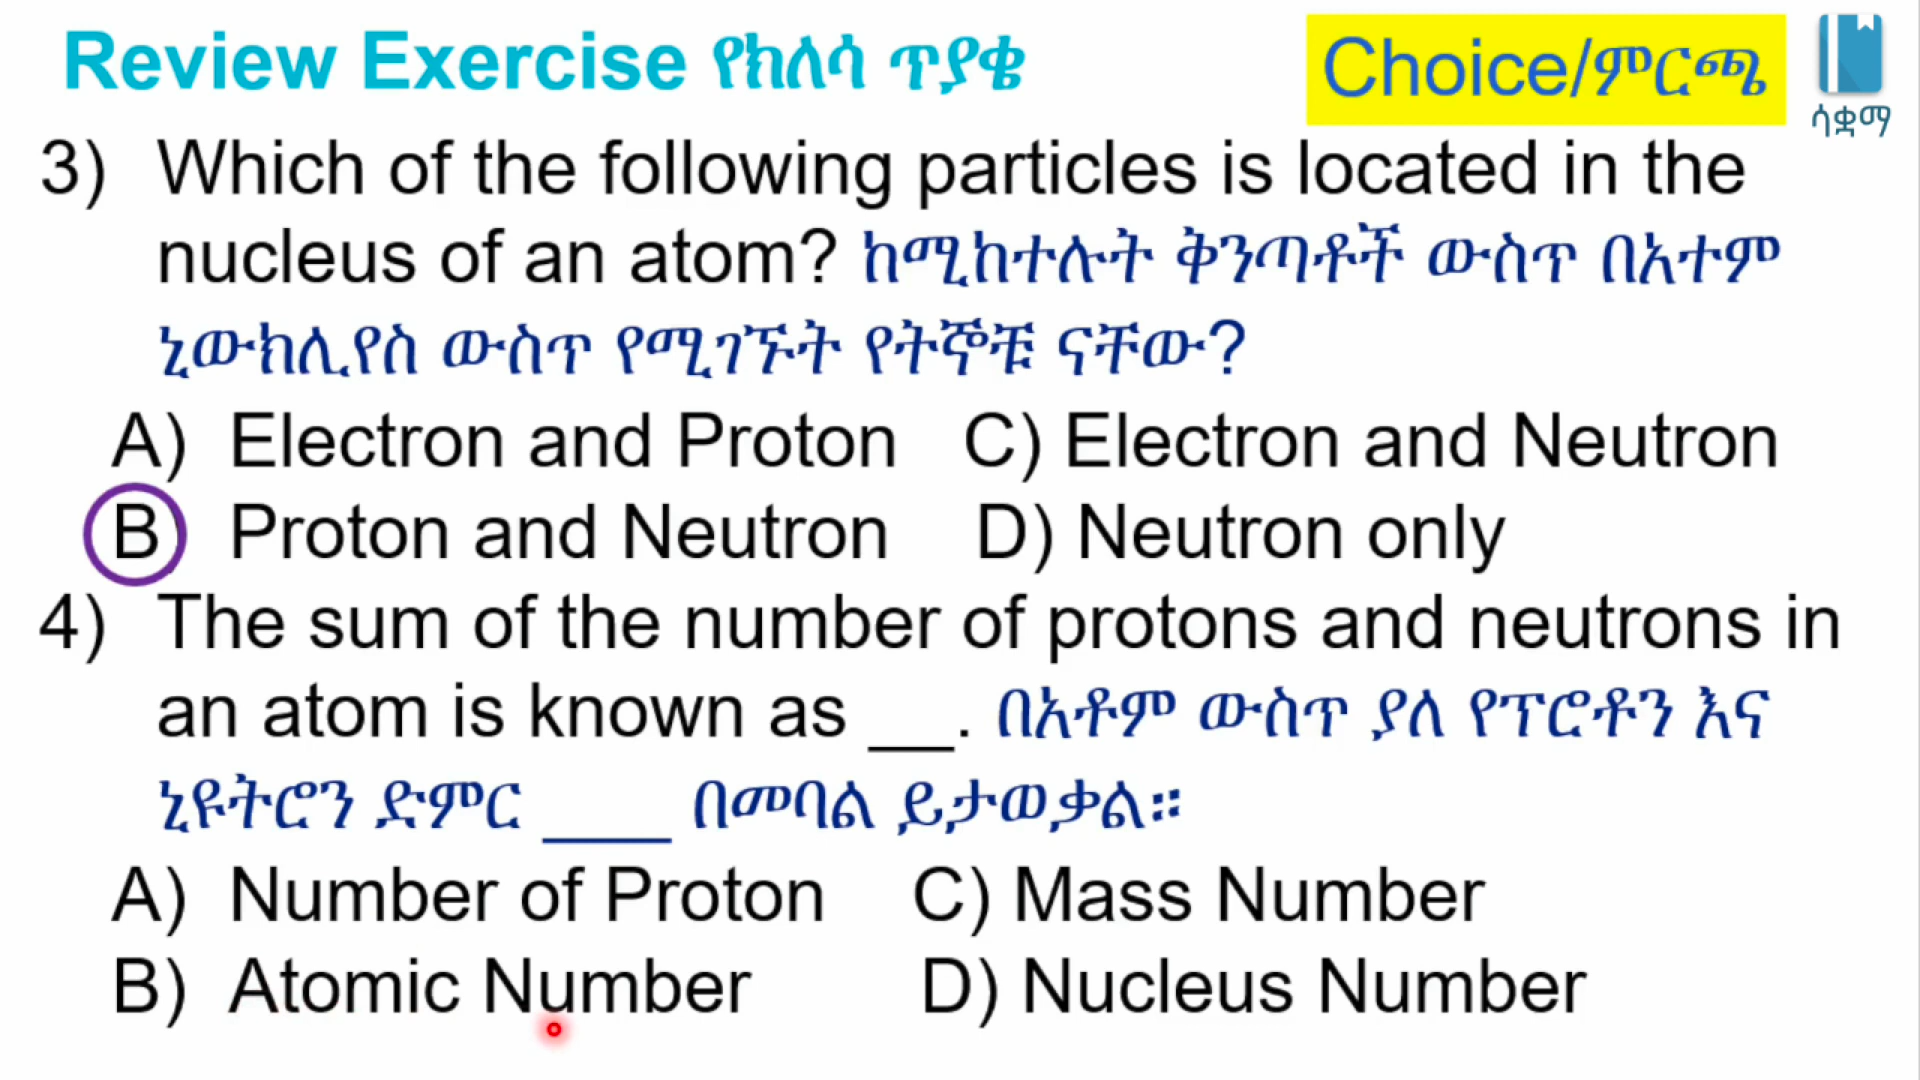 Review Exercise የክለሳ ጥያቄ
Choice/ምርጫ
ሳቋማ
3) Which of the following particles is located in the
nucleus of an atom? ከሚከተሉት ቅንጣቶች ውስጥ በአተም
ኒውክሊየስ ውስጥ የሚገኙት የትኞቹ ናቸው?
A) Electron and Proton C) Electron and Neutron
B) Proton and Neutron D) Neutron only
4) The sum of the number of protons and neutrons in
an atom is known as __. በአቶም ውስጥ ያለ የፕሮቶን እና
ኒዩትሮን ድምር ____ በመባል ይታወቃል።
A) Number of Proton C) Mass Number
B) Atomic Number D) Nucleus Number